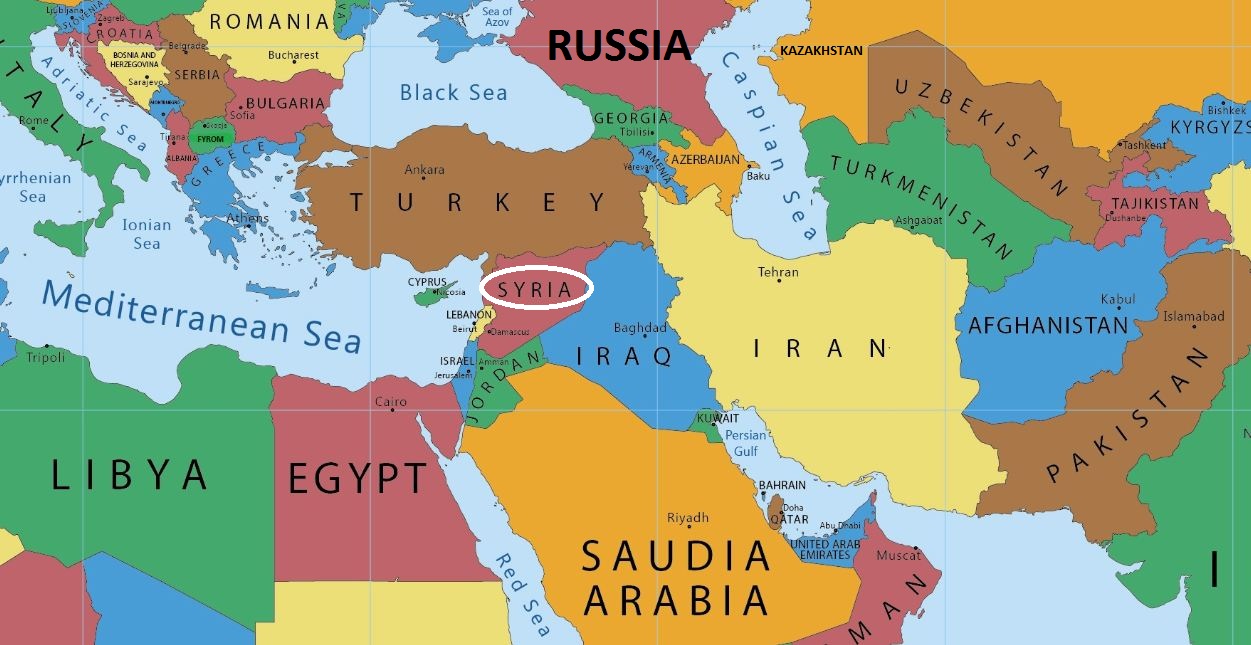 Ljubljana
SLOVENIA
Zagreb
CROATIA
ROMANIA
VA
Sea of
Azov
RUSSIA
KAZAKHSTAN
BOSNIA AND
HERZEGOVINA
Belgrade
Bucharest
SERBIA
Sarajevo
ITALY
Adriatic Sea
Black Sea
Caspian Sea
UZBEKISTAN
Bishkek
KYRGYZS
MONTENEGRO
BULGARIA
Sofia
GEORGIA
Tbilisi
Rome
Tirana
Skopje
FYROM
ALBANIA
GREECE
ARMENIA
Yerevan
AZERBAIJAN
Baku
Tashkent
TURKMENISTAN
Ashgabat
TAJIKISTAN
Dushanbe
yrrhenian
Sea
Ionian
Sea
Athens
Ankara
TURKEY
Tehran
CYPRUS
Nicosia
SYRIA
Mediterranean Sea
LEBANON
Beirut
Damascus
Baghdad
IRAQ
IRAN
Kabul
AFGHANISTAN
Islamabad
PAKISTAN
Tripoli
ISRAEL
Jerusalem
Amman
JORDAN
Cairo
KUWAIT
Persian
Gulf
N
LIBYA
EGYPT
BAHRAIN
Doha
QATAR
Abu Dhabi
UNITED ARAB
EMIRATES
Riyadh
SAUDIA
ARABIA
Muscat
MAN
Red Sea
I